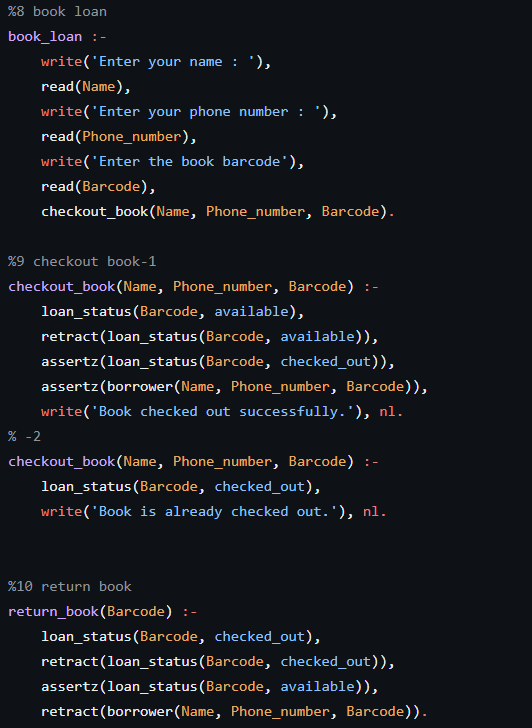 %8 book loan
book_loan :-
    write('Enter your name : '),
    read(Name),
    write('Enter your phone number : '),
    read(Phone_number),
    write('Enter the book barcode'),
    read(Barcode),
    checkout_book(Name, Phone_number, Barcode).

%9 checkout book-1
checkout_book(Name, Phone_number, Barcode) :-
    loan_status(Barcode, available),
    retract(loan_status(Barcode, available)),
    assertz(loan_status(Barcode, checked_out)),
    assertz(borrower(Name, Phone_number, Barcode)),
    write('Book checked out successfully.'), nl.
% -2
checkout_book(Name, Phone_number, Barcode) :-
    loan_status(Barcode, checked_out),
    write('Book is already checked out.'), nl.

%10 return book
return_book(Barcode) :-
    loan_status(Barcode, checked_out),
    retract(loan_status(Barcode, checked_out)),
    assertz(loan_status(Barcode, available)),
    retract(borrower(Name, Phone_number, Barcode)).